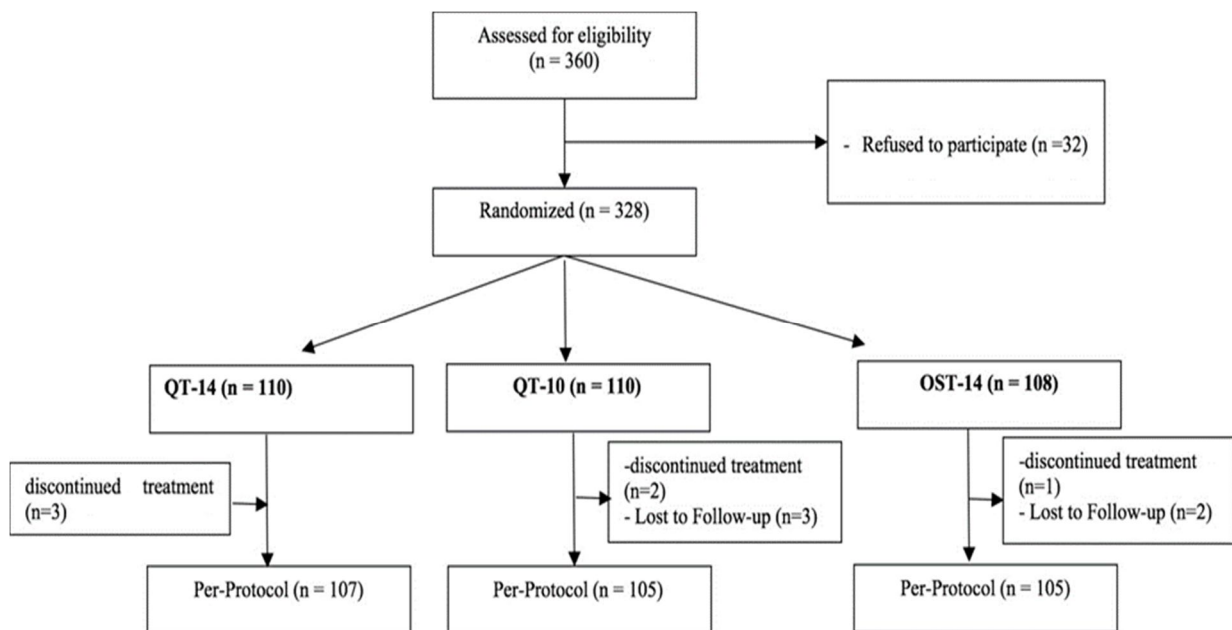 Assessed for eligibility
(n = 360)
- Refused to participate (n =32)
Randomized (n = 328)
QT-14 (n = 110)
QT-10 (n = 110)
OST-14 (n = 108)
discontinued treatment
(n=3)
-discontinued treatment
(n=2)
- Lost to Follow-up (n=3)
-discontinued treatment
(n=1)
- Lost to Follow-up (n=2)
Per-Protocol (n = 107)
Per-Protocol (n = 105)
Per-Protocol (n = 105)